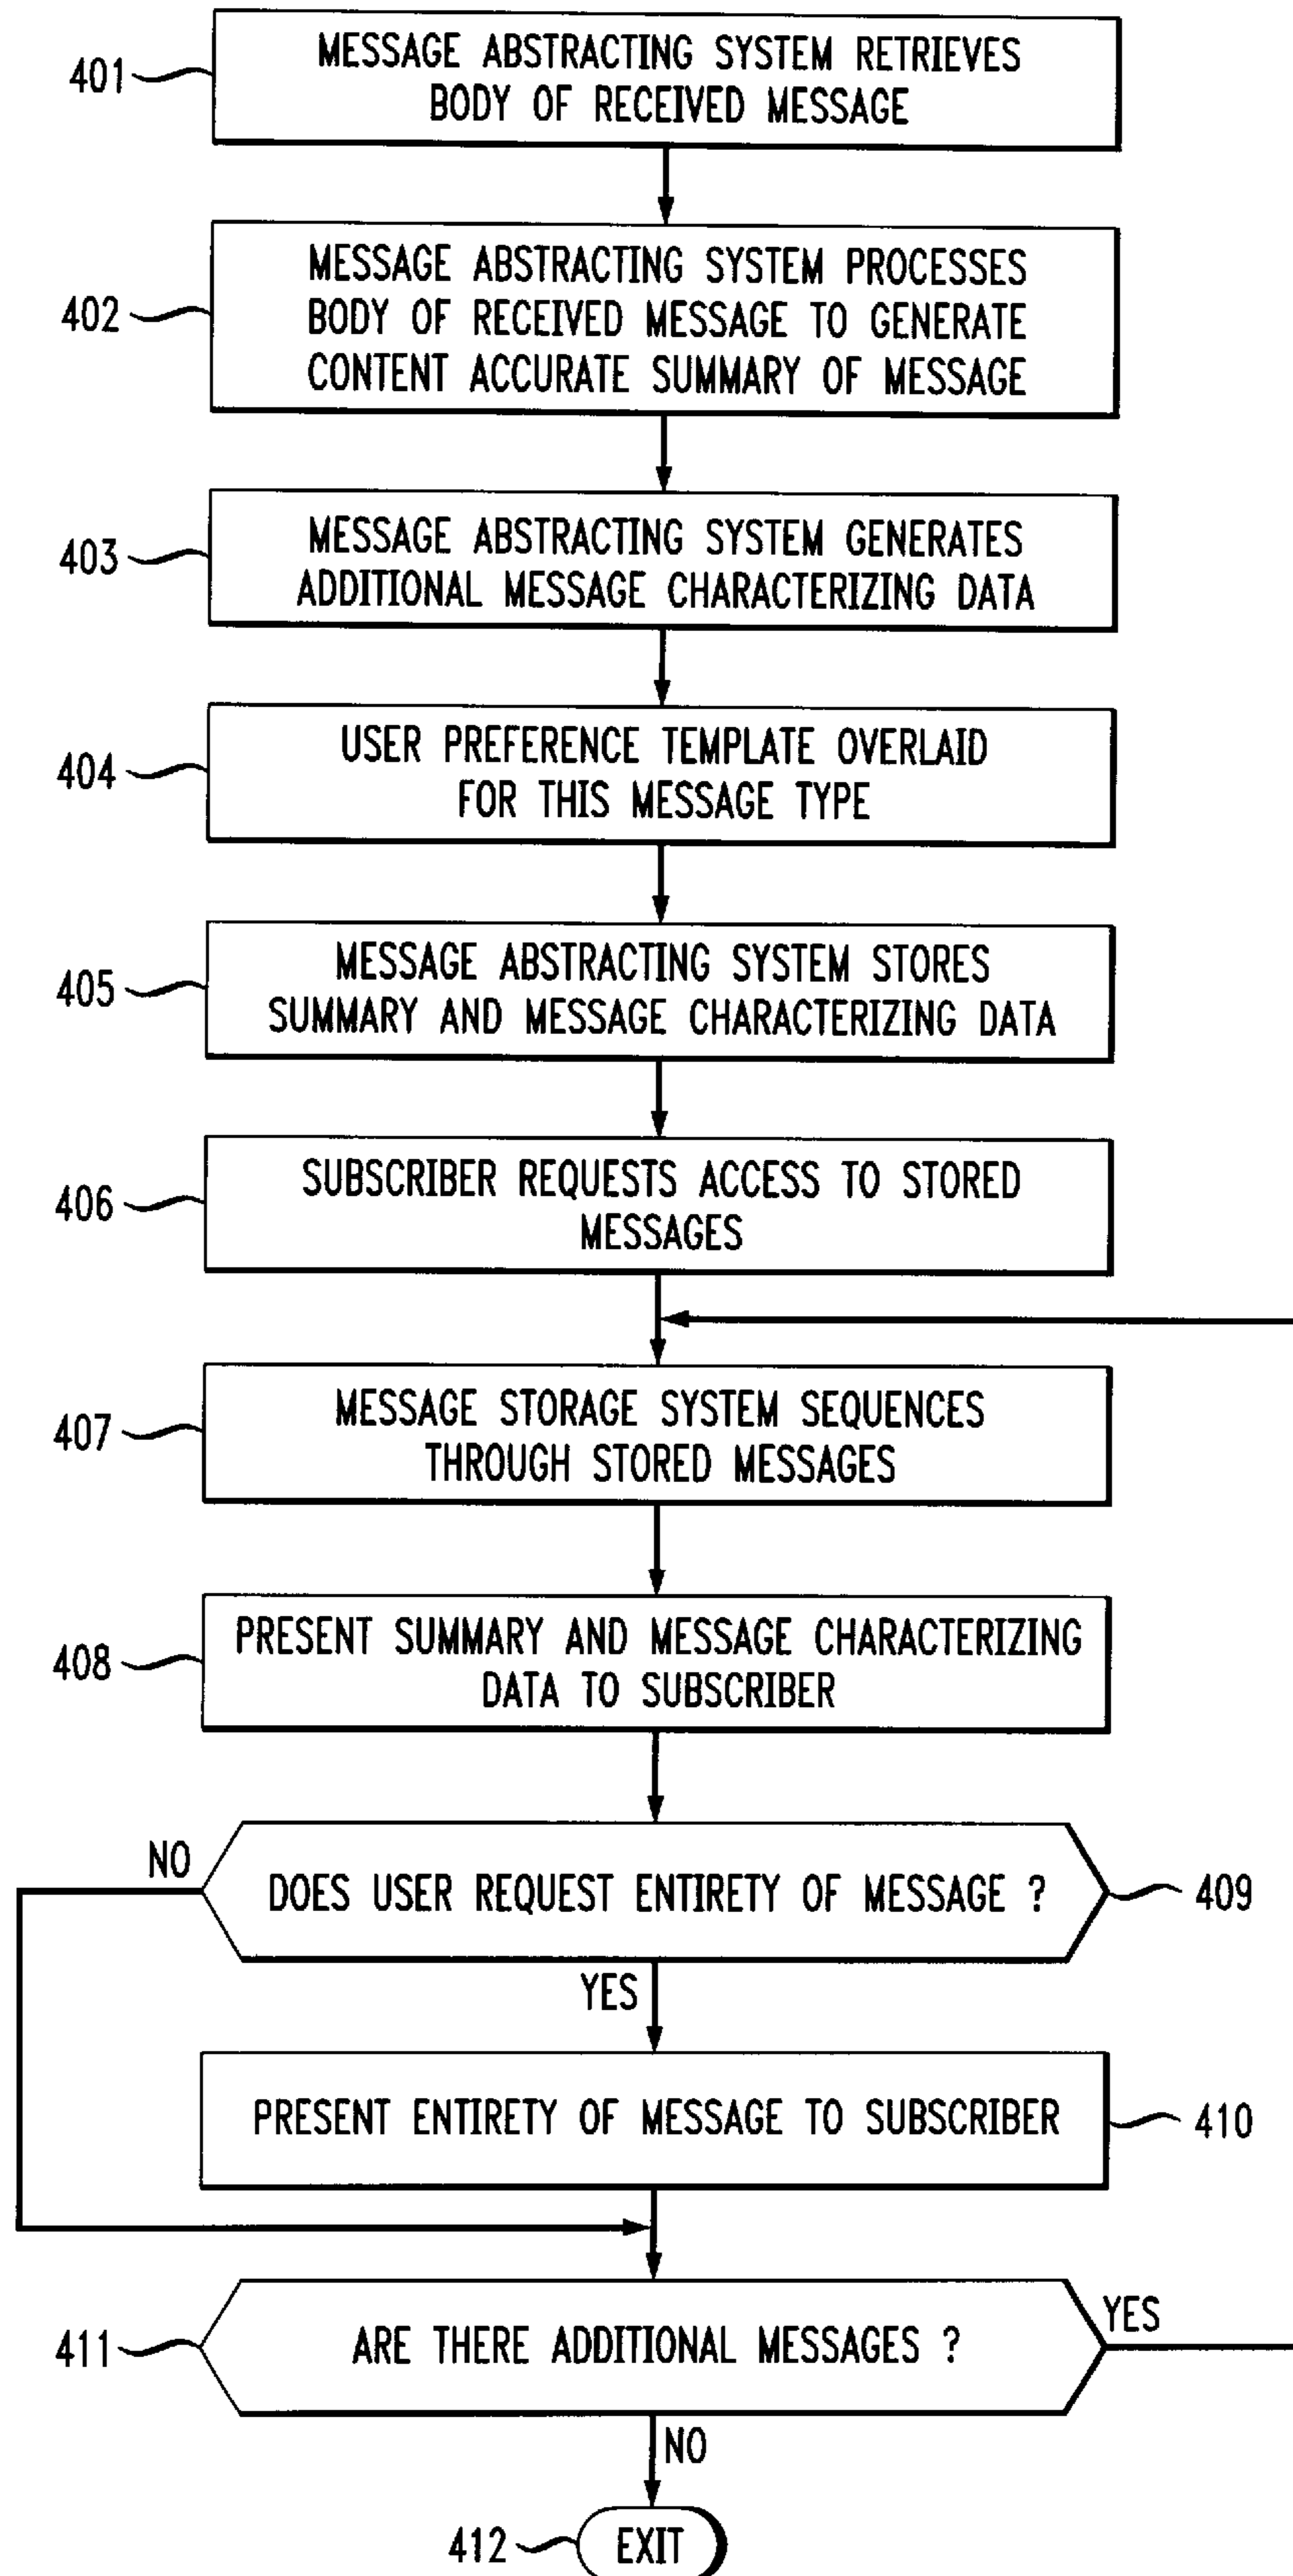 401
MESSAGE ABSTRACTING SYSTEM RETRIEVES
BODY OF RECEIVED MESSAGE
402
MESSAGE ABSTRACTING SYSTEM PROCESSES
BODY OF RECEIVED MESSAGE TO GENERATE
CONTENT ACCURATE SUMMARY OF MESSAGE
403
MESSAGE ABSTRACTING SYSTEM GENERATES
ADDITIONAL MESSAGE CHARACTERIZING DATA
404
USER PREFERENCE TEMPLATE OVERLAID
FOR THIS MESSAGE TYPE
405
MESSAGE ABSTRACTING SYSTEM STORES
SUMMARY AND MESSAGE CHARACTERIZING DATA
406
SUBSCRIBER REQUESTS ACCESS TO STORED
MESSAGES
407
MESSAGE STORAGE SYSTEM SEQUENCES
THROUGH STORED MESSAGES
408
PRESENT SUMMARY AND MESSAGE CHARACTERIZING
DATA TO SUBSCRIBER
NO
DOES USER REQUEST ENTIRETY OF MESSAGE ?
409
YES
PRESENT ENTIRETY OF MESSAGE TO SUBSCRIBER
410
411
ARE THERE ADDITIONAL MESSAGES ?
YES
NO
412
EXIT